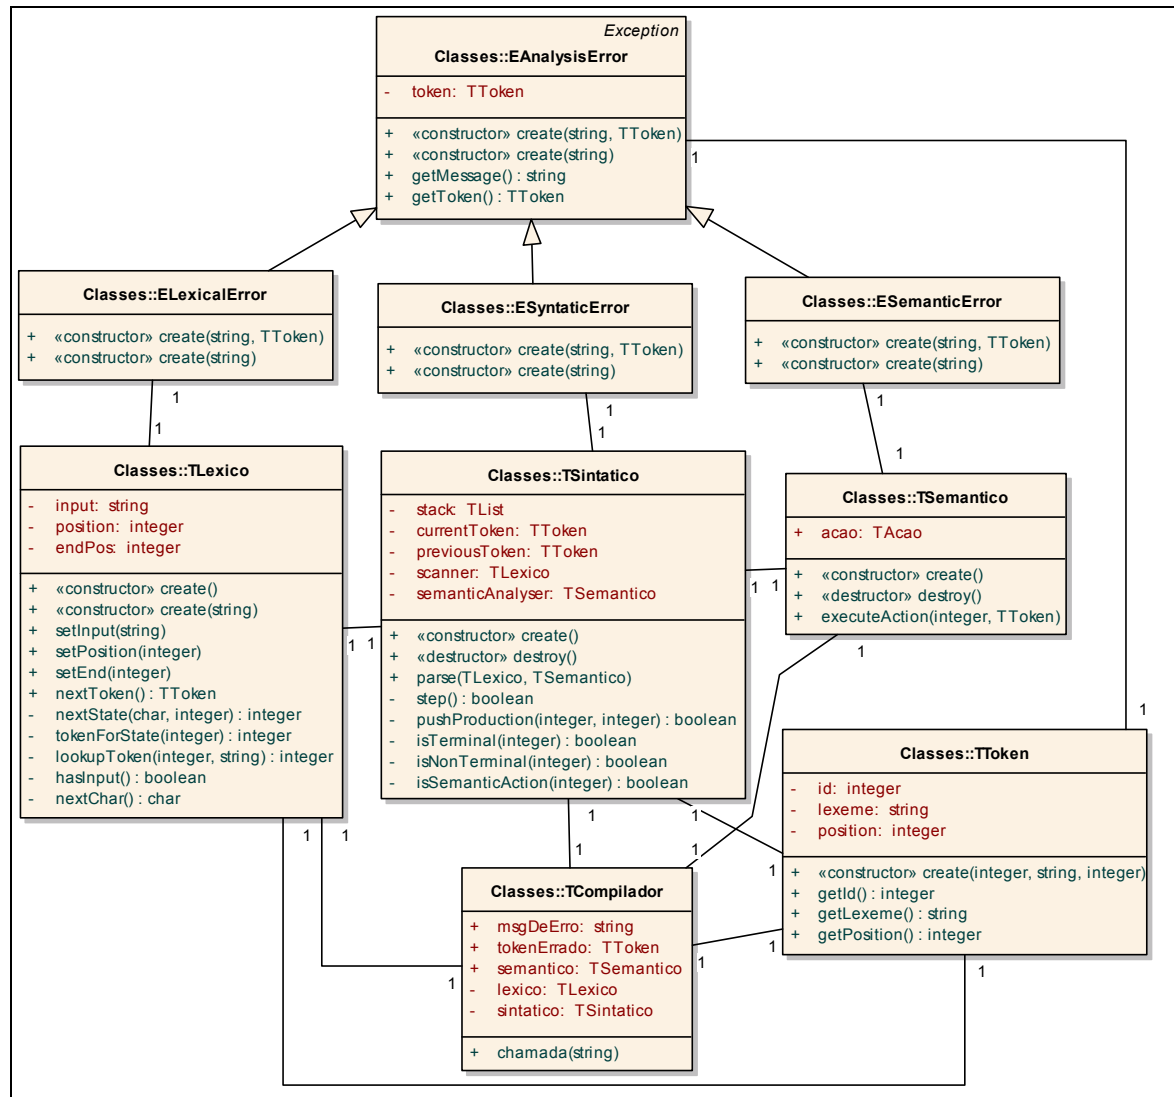 Exception
Classes::EAnalysisError
- token: TToken
+ «constructor» create(string, TToken)
+ «constructor» create(string)
+ getMessage() : string
+ getToken() : TToken
1
Classes::ELexicalError
+ «constructor» create(string, TToken)
+ «constructor» create(string)
1
Classes::ESyntaticError
+ «constructor» create(string, TToken)
+ «constructor» create(string)
1
Classes::ESemanticError
+ «constructor» create(string, TToken)
+ «constructor» create(string)
1
1
Classes::TLexico
- input: string
- position: integer
- endPos: integer
+ «constructor» create()
+ «constructor» create(string)
+ setInput(string)
+ setPosition(integer)
+ setEnd(integer)
+ nextToken() : TToken
- nextState(char, integer) : integer
- tokenForState(integer) : integer
- lookupToken(integer, string) : integer
- hasInput() : boolean
- nextChar() : char
1 1
1 1
1
Classes::TSintatico
- stack: TList
- currentToken: TToken
- previousToken: TToken
- scanner: TLexico
- semanticAnalyser: TSemantico
+ «constructor» create()
+ «destructor» destroy()
+ parse(TLexico, TSemantico)
- step() : boolean
- pushProduction(integer, integer) : boolean
- isTerminal(integer) : boolean
- isNonTerminal(integer) : boolean
- isSemanticAction(integer) : boolean
1 1
1 1
1
Classes::TSemantico
+ acao: TAcao
+ «constructor» create()
+ «destructor» destroy()
+ executeAction(integer, TToken)
1
1
Classes::TToken
- id: integer
- lexeme: string
- position: integer
+ «constructor» create(integer, string, integer)
+ getId() : integer
+ getLexeme() : string
+ getPosition() : integer
1
1
1
1 1
Classes::TCompilador
+ msgDeErro: string
+ tokenErrado: TToken
+ semantico: TSemantico
- lexico: TLexico
- sintatico: TSintatico
+ chamada(string)
1
1